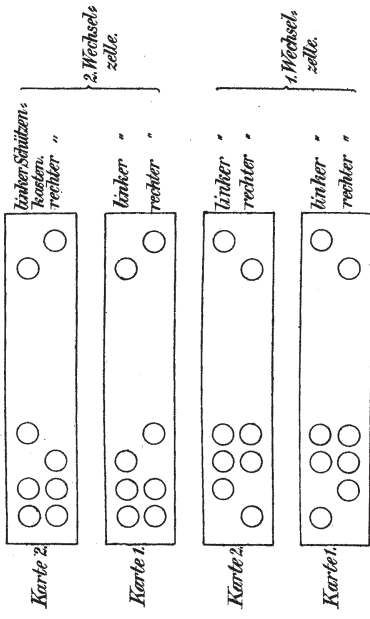 2. Wechsel=
zelle.
1. Wechsel=
zelle.
linker Schützen=
kasten.
rechter "
linker "
rechter "
linker "
rechter "
linker "
rechter "
Karte 2.
Karte 1.
Karte 2.
Karte 1.